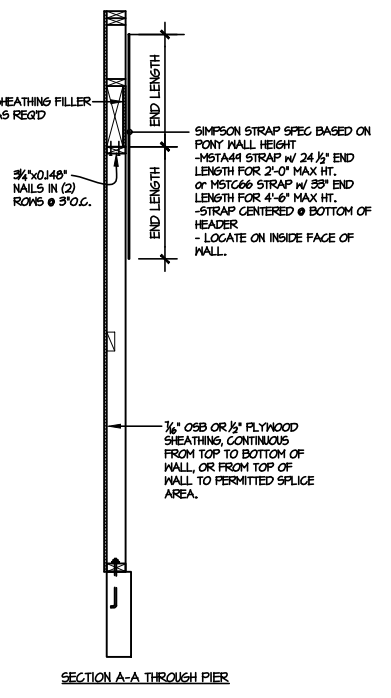 SHEATHING FILLER
AS REQ'D
3/4"x0.148"
NAILS IN (2)
ROWS @ 3"O.C.
END LENGTH
END LENGTH
SIMPSON STRAP SPEC BASED ON
PONY WALL HEIGHT
-MSTA49 STRAP W/ 24 1/2" END
LENGTH FOR 2'-0" MAX HT.
or MSTC66 STRAP W/ 33" END
LENGTH FOR 4'-6" MAX HT.
-STRAP CENTERED @ BOTTOM OF
HEADER
- LOCATE ON INSIDE FACE OF
WALL.
7/16" OSB OR 1/2" PLYWOOD
SHEATHING, CONTINUOUS
FROM TOP TO BOTTOM OF
WALL, OR FROM TOP OF
WALL TO PERMITTED SPLICE
AREA.
SECTION A-A THROUGH PIER